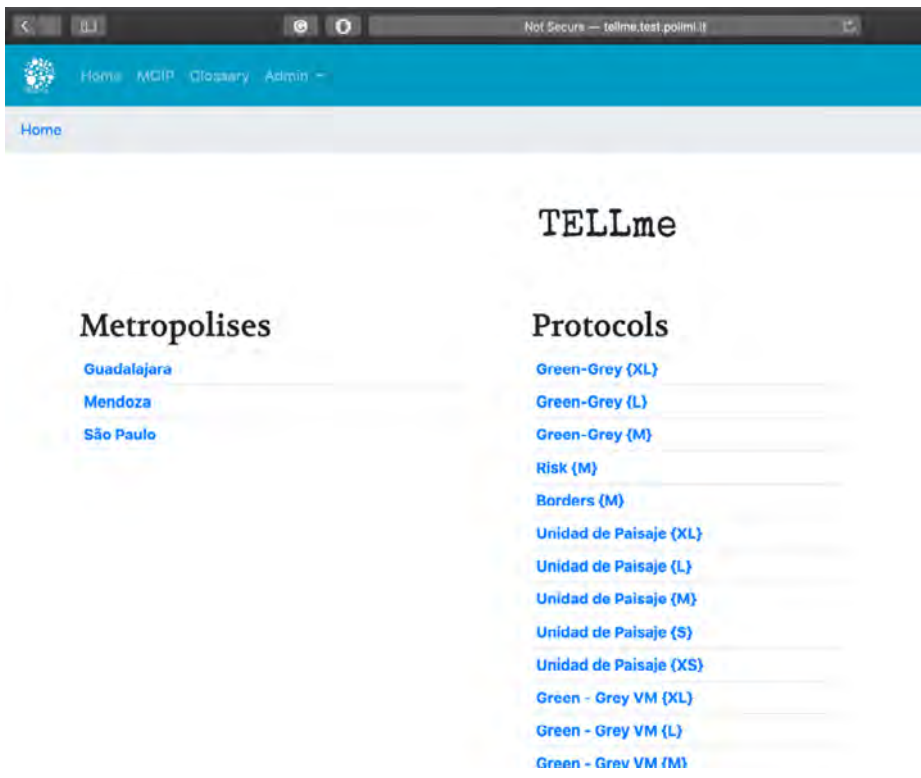 Not Secure — tellme.test.polimi.it
Home MCIP Glossary Admin
Home
TELLme
Metropolises
Guadalajara
Mendoza
São Paulo
Protocols
Green-Grey {XL}
Green-Grey {L}
Green-Grey {M}
Risk {M}
Borders {M}
Unidad de Paisaje {XL}
Unidad de Paisaje {L}
Unidad de Paisaje {M}
Unidad de Paisaje {S}
Unidad de Paisaje {XS}
Green - Grey VM {XL}
Green - Grey VM {L}
Green - Grey VM {M}